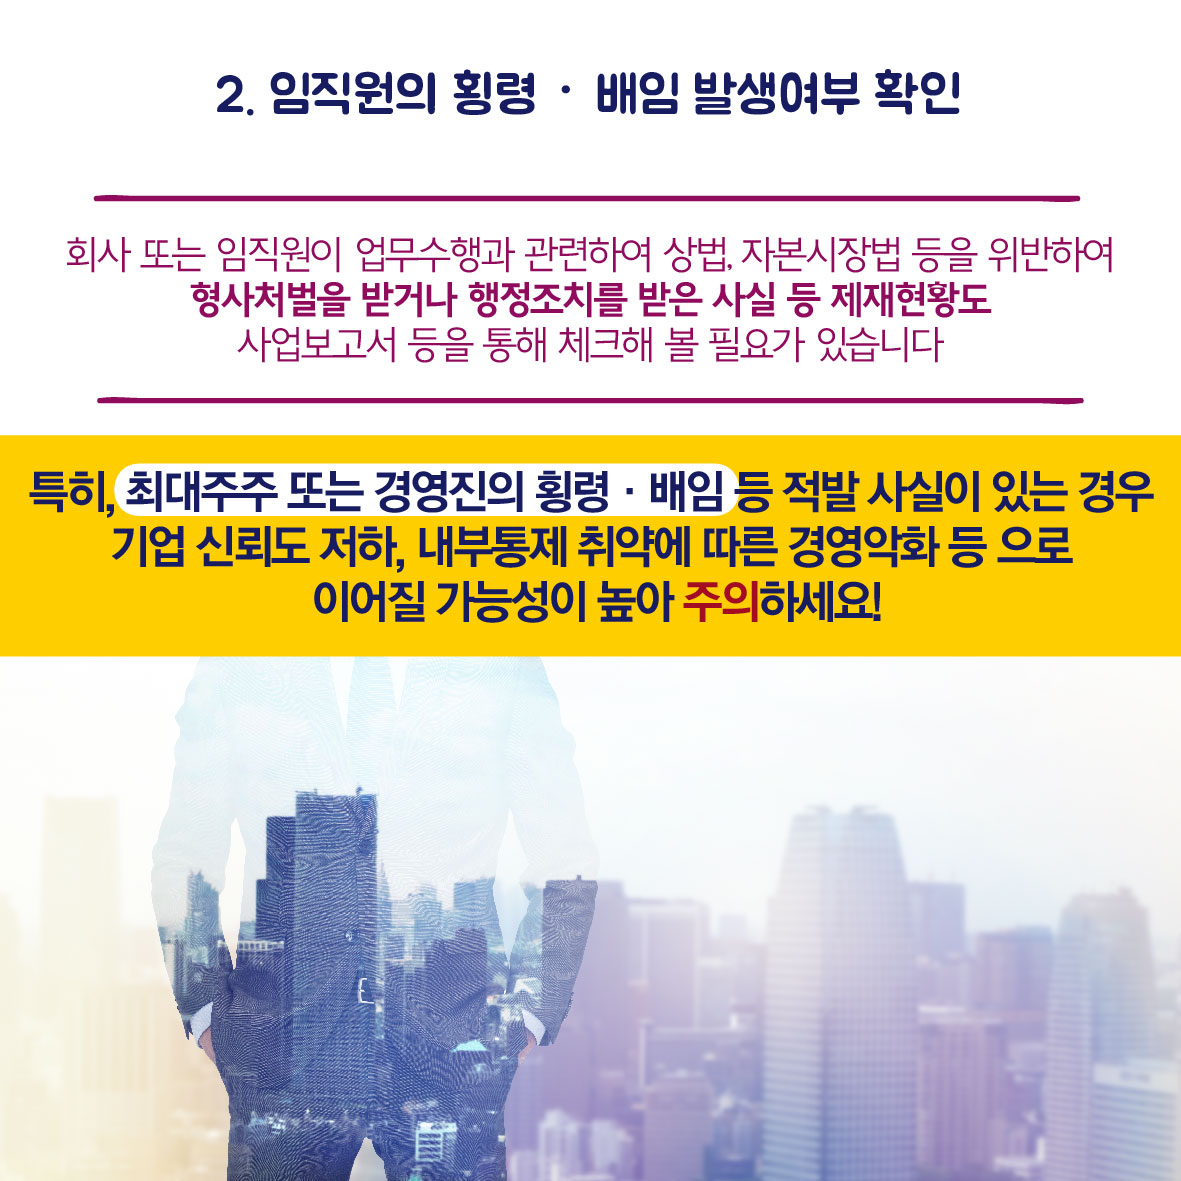 2. 임직원의 횡령 · 배임 발생여부 확인
회사 또는 임직원이 업무수행과 관련하여 상법, 자본시장법 등을 위반하여
형사처벌을 받거나 행정조치를 받은 사실 등 제재현황도
사업보고서 등을 통해 체크해 볼 필요가 있습니다
특히, 최대주주 또는 경영진의 횡령 · 배임 등 적발 사실이 있는 경우
기업 신뢰도 저하, 내부통제 취약에 따른 경영악화 등 으로
이어질 가능성이 높아 주의하세요!